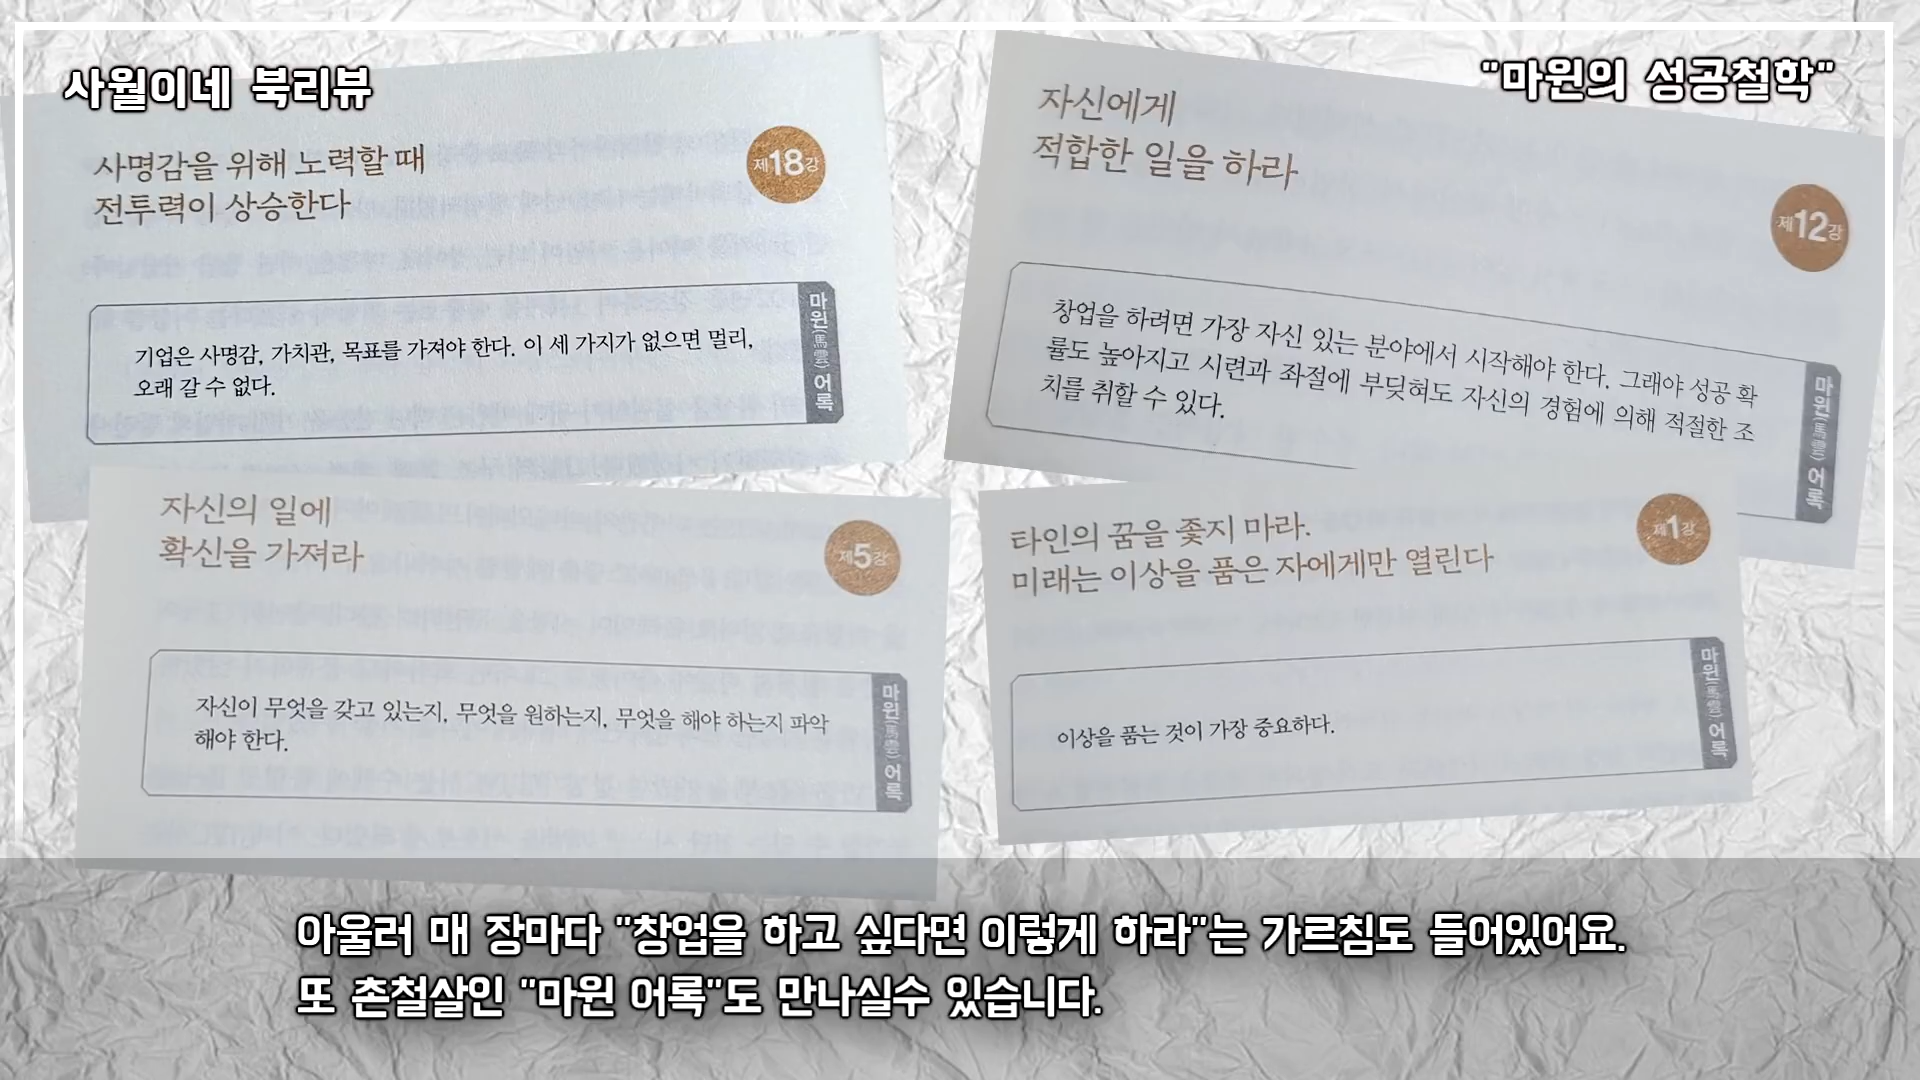 사월이네 북리뷰
"마윈의 성공철학"
사명감을 위해 노력할 때
전투력이 상승한다
제18강
기업은 사명감, 가치관, 목표를 가져야 한다. 이 세 가지가 없으면 멀리,
오래 갈 수 없다.
마윈(馬雲) 어록
자신에게
적합한 일을 하라
제12강
창업을 하려면 가장 자신 있는 분야에서 시작해야 한다. 그래야 성공 확
률도 높아지고 시련과 좌절에 부딪혀도 자신의 경험에 의해 적절한 조
치를 취할 수 있다.
마윈(馬雲) 어록
자신의 일에
확신을 가져라
제5강
자신이 무엇을 갖고 있는지, 무엇을 원하는지, 무엇을 해야 하는지 파악
해야 한다.
마윈(馬雲) 어록
타인의 꿈을 좇지 마라.
미래는 이상을 품은 자에게만 열린다
제1강
이상을 품는 것이 가장 중요하다.
마윈(馬雲) 어록
아울러 매 장마다 "창업을 하고 싶다면 이렇게 하라"는 가르침도 들어있어요.
또 촌철살인 "마윈 어록"도 만나실수 있습니다.